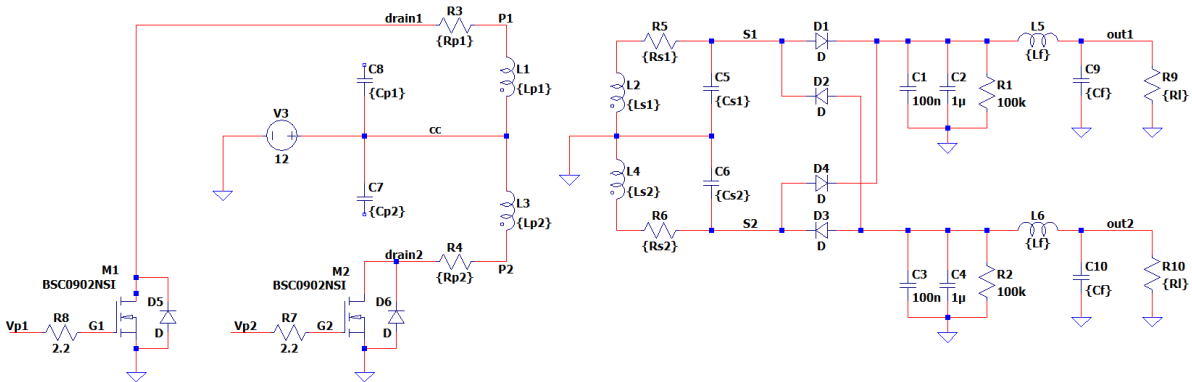 drain1
R3
{Rp1}
P1
C8
{Cp1}
L1
{Lp1}
V3
12
cc
C7
{Cp2}
L3
{Lp2}
drain2
R4
{Rp2}
P2
M1
BSC0902NSI
D5
D
Vp1
R8
2.2
G1
M2
BSC0902NSI
D6
D
Vp2
R7
2.2
G2
R5
{Rs1}
S1
D1
D
L2
{Ls1}
C5
{Cs1}
D2
D
L4
{Ls2}
C6
{Cs2}
D4
D
R6
{Rs2}
S2
D3
D
C1
100n
C2
1µ
R1
100k
L5
{Lf}
out1
C9
{Cf}
R9
{Rl}
C3
100n
C4
1µ
R2
100k
L6
{Lf}
out2
C10
{Cf}
R10
{Rl}